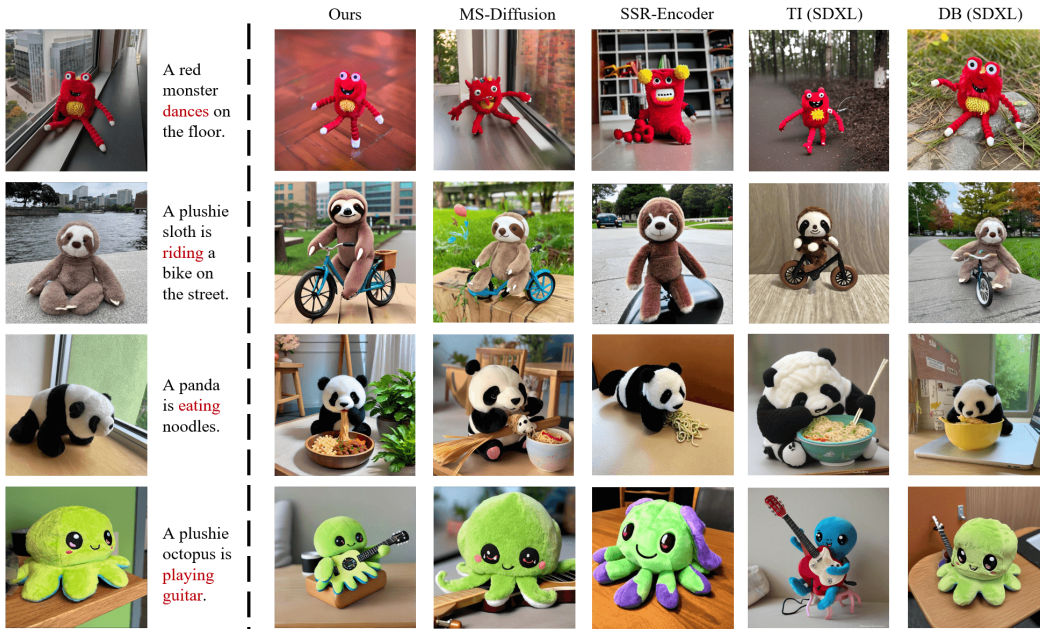 Ours MS-Diffusion SSR-Encoder TI (SDXL) DB (SDXL)
A red
monster
dances on
the floor.
A plushie
sloth is
riding a
bike on
the street.
A panda
is eating
noodles.
A plushie
octopus is
playing
guitar.